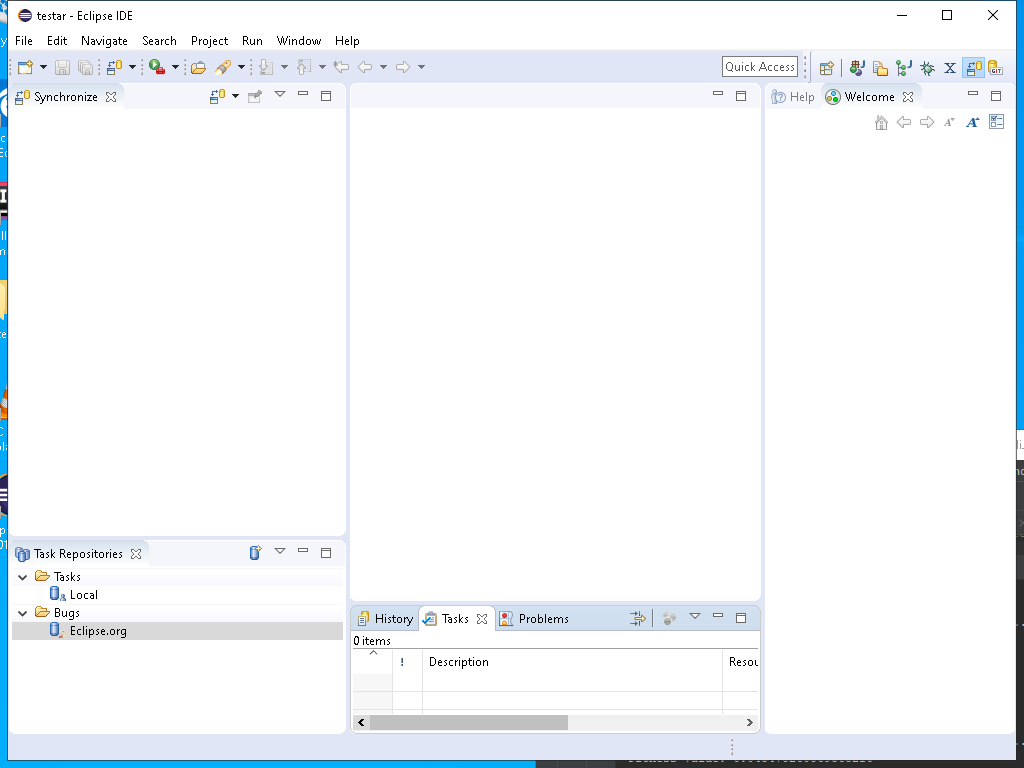 testar - Eclipse IDE
File Edit Navigate Search Project Run Window Help
Quick Access
Synchronize
Help Welcome
Task Repositories
Tasks
Local
Bugs
Eclipse.org
History Tasks Problems
0 items
! Description Resou